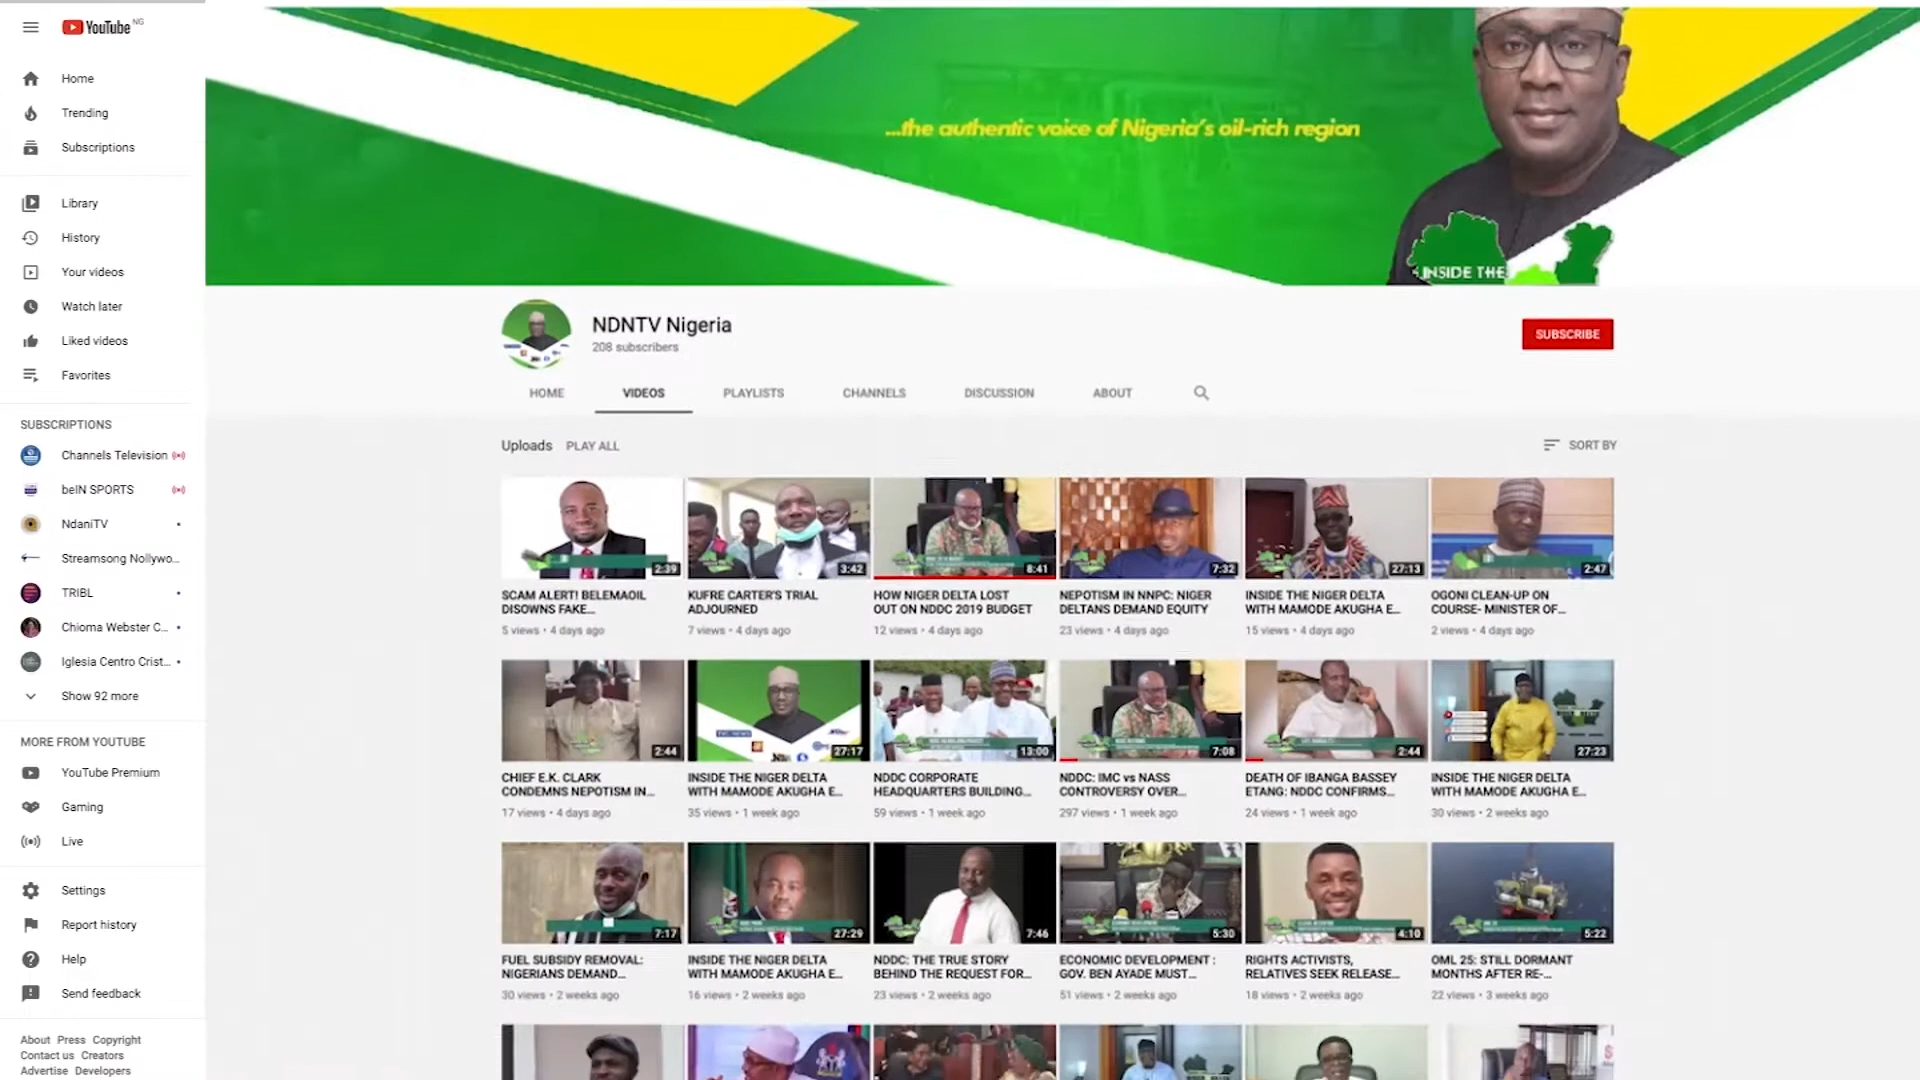 YouTube NG
Home
Trending
Subscriptions
Library
History
Your videos
Watch later
Liked videos
Favorites
SUBSCRIPTIONS
Channels Television
beIN SPORTS
NdaniTV
Streamsong Nollywo...
TRIBL
Chioma Webster C...
Iglesia Centro Crist...
Show 92 more
MORE FROM YOUTUBE
YouTube Premium
Gaming
Live
Settings
Report history
Help
Send feedback
About Press Copyright
Contact us Creators
Advertise Developers
...the authentic voice of Nigeria's oil-rich region
INSIDE THE
NDNTV Nigeria
208 subscribers
SUBSCRIBE
HOME VIDEOS PLAYLISTS CHANNELS DISCUSSION ABOUT
Uploads PLAY ALL
SORT BY
2:39
SCAM ALERT! BELEMAOIL
DISOWNS FAKE...
5 views • 4 days ago
3:42
KUFRE CARTER'S TRIAL
ADJOURNED
7 views • 4 days ago
8:41
HOW NIGER DELTA LOST
OUT ON NDDC 2019 BUDGET
12 views • 4 days ago
7:32
NEPOTISM IN NNPC: NIGER
DELTANS DEMAND EQUITY
23 views • 4 days ago
27:13
INSIDE THE NIGER DELTA
WITH MAMODE AKUGHA E...
15 views • 4 days ago
2:47
OGONI CLEAN-UP ON
COURSE- MINISTER OF...
2 views • 4 days ago
2:44
CHIEF E.K. CLARK
CONDEMNS NEPOTISM IN...
17 views • 4 days ago
27:17
INSIDE THE NIGER DELTA
WITH MAMODE AKUGHA E...
35 views • 1 week ago
13:00
NDDC CORPORATE
HEADQUARTERS BUILDING...
59 views • 1 week ago
7:08
NDDC: IMC vs NASS
CONTROVERSY OVER...
297 views • 1 week ago
2:44
DEATH OF IBANGA BASSEY
ETANG: NDDC CONFIRMS...
24 views • 1 week ago
27:23
INSIDE THE NIGER DELTA
WITH MAMODE AKUGHA E...
30 views • 2 weeks ago
7:17
FUEL SUBSIDY REMOVAL:
NIGERIANS DEMAND...
30 views • 2 weeks ago
27:29
INSIDE THE NIGER DELTA
WITH MAMODE AKUGHA E...
16 views • 2 weeks ago
7:46
NDDC: THE TRUE STORY
BEHIND THE REQUEST FOR...
23 views • 2 weeks ago
5:30
ECONOMIC DEVELOPMENT :
GOV. BEN AYADE MUST...
51 views • 2 weeks ago
4:10
RIGHTS ACTIVISTS,
RELATIVES SEEK RELEASE...
18 views • 2 weeks ago
5:22
OML 25: STILL DORMANT
MONTHS AFTER RE-...
22 views • 3 weeks ago